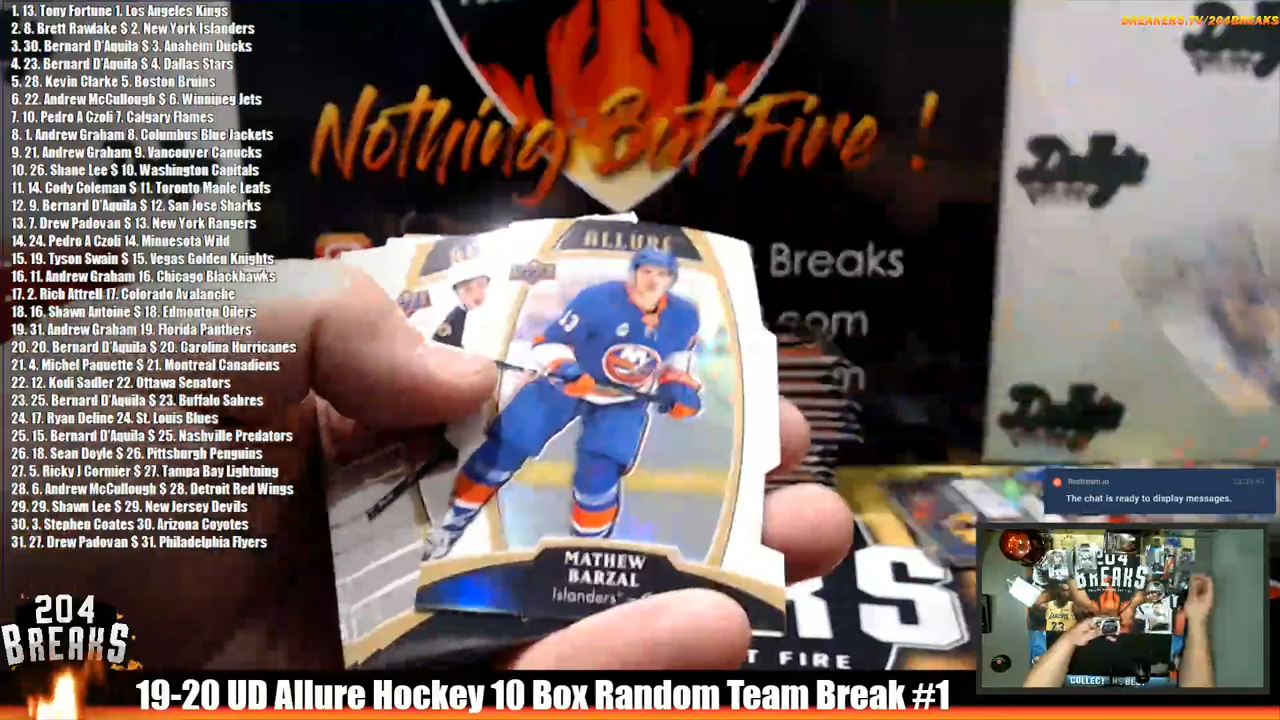 1. 13. Tony Fortune 1. Los Angeles Kings
2. 8. Brett Rawlake $ 2. New York Islanders
3. 30. Bernard D'Aquila $ 3. Anaheim Ducks
4. 23. Bernard D'Aquila $ 4. Dallas Stars
5. 28. Kevin Clarke 5. Boston Bruins
6. 22. Andrew McCullough $ 6. Winnipeg Jets
7. 10. Pedro A Czoli 7. Calgary Flames
8. 1. Andrew Graham 8. Columbus Blue Jackets
9. 21. Andrew Graham 9. Vancouver Canucks
10. 26. Shane Lee $ 10. Washington Capitals
11. 14. Cody Coleman $ 11. Toronto Maple Leafs
12. 9. Bernard D'Aquila $ 12. San Jose Sharks
13. 7. Drew Padovan $ 13. New York Rangers
14. 24. Pedro A Czoli 14. Minnesota Wild
15. 19. Tyson Swain $ 15. Vegas Golden Knights
16. 11. Andrew Graham 16. Chicago Blackhawks
17. 2. Rich Attrell 17. Colorado Avalanche
18. 16. Shawn Antoine $ 18. Edmonton Oilers
19. 31. Andrew Graham 19. Florida Panthers
20. 20. Bernard D'Aquila $ 20. Carolina Hurricanes
21. 4. Michel Paquette $ 21. Montreal Canadiens
22. 12. Kodi Sadler 22. Ottawa Senators
23. 25. Bernard D'Aquila $ 23. Buffalo Sabres
24. 17. Ryan Deline 24. St. Louis Blues
25. 15. Bernard D'Aquila $ 25. Nashville Predators
26. 18. Sean Doyle $ 26. Pittsburgh Penguins
27. 5. Ricky J Cormier $ 27. Tampa Bay Lightning
28. 6. Andrew McCullough $ 28. Detroit Red Wings
29. 29. Shawn Lee $ 29. New Jersey Devils
30. 3. Stephen Coates 30. Arizona Coyotes
31. 27. Drew Padovan $ 31. Philadelphia Flyers
BREAKERS.TV/204BREAKS
Nothing But Fire !
Breaks
.com
ALLURE
MATHEW
BARZAL
Islanders
Restream.io
The chat is ready to display messages.
204
BREAKS
T FIRE
204
BREAKS
19-20 UD Allure Hockey 10 Box Random Team Break #1